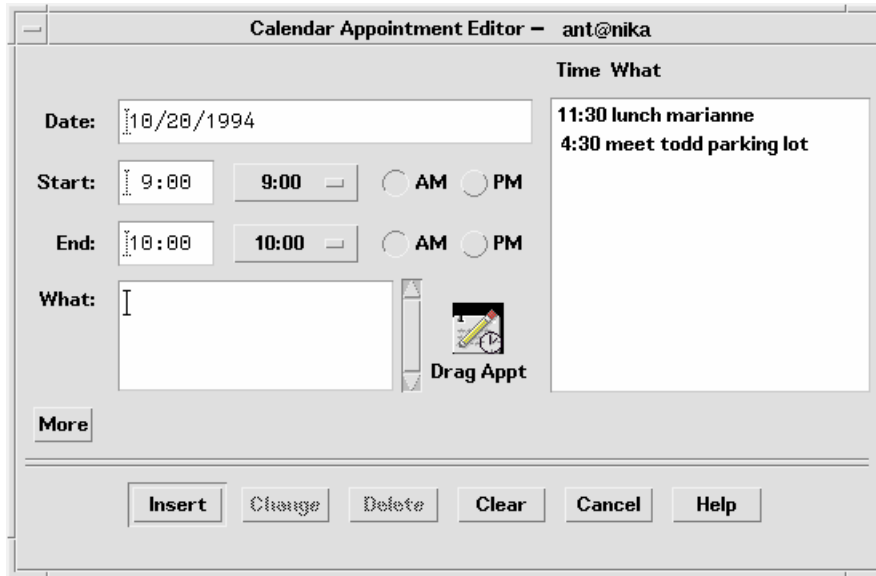 Calendar Appointment Editor – ant@nika
Time What
Date: 10/20/1994
11:30 lunch marianne
4:30 meet todd parking lot
Start: 9:00 9:00 AM PM
End: 10:00 10:00 AM PM
What:
Drag Appt
More
Insert Change Delete Clear Cancel Help